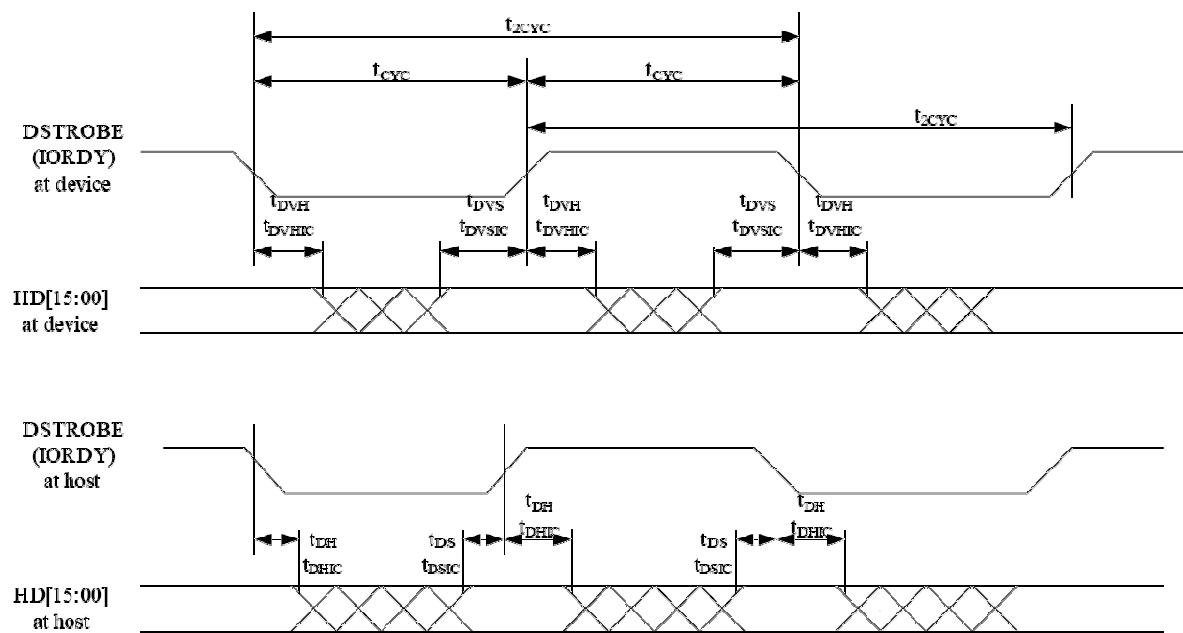 t2CYC
tCYC tCYC
t2CYC
DSTROBE
(IORDY)
at device
tDVH tDVS tDVH tDVS tDVH
tDVHIC tDVSIC tDVHIC tDVSIC tDVHIC
HD[15:00]
at device
DSTROBE
(IORDY)
at host
tDH tDH
tDH tDS tDHIC tDS tDHIC
tDHIC tDSIC tDSIC
HD[15:00]
at host